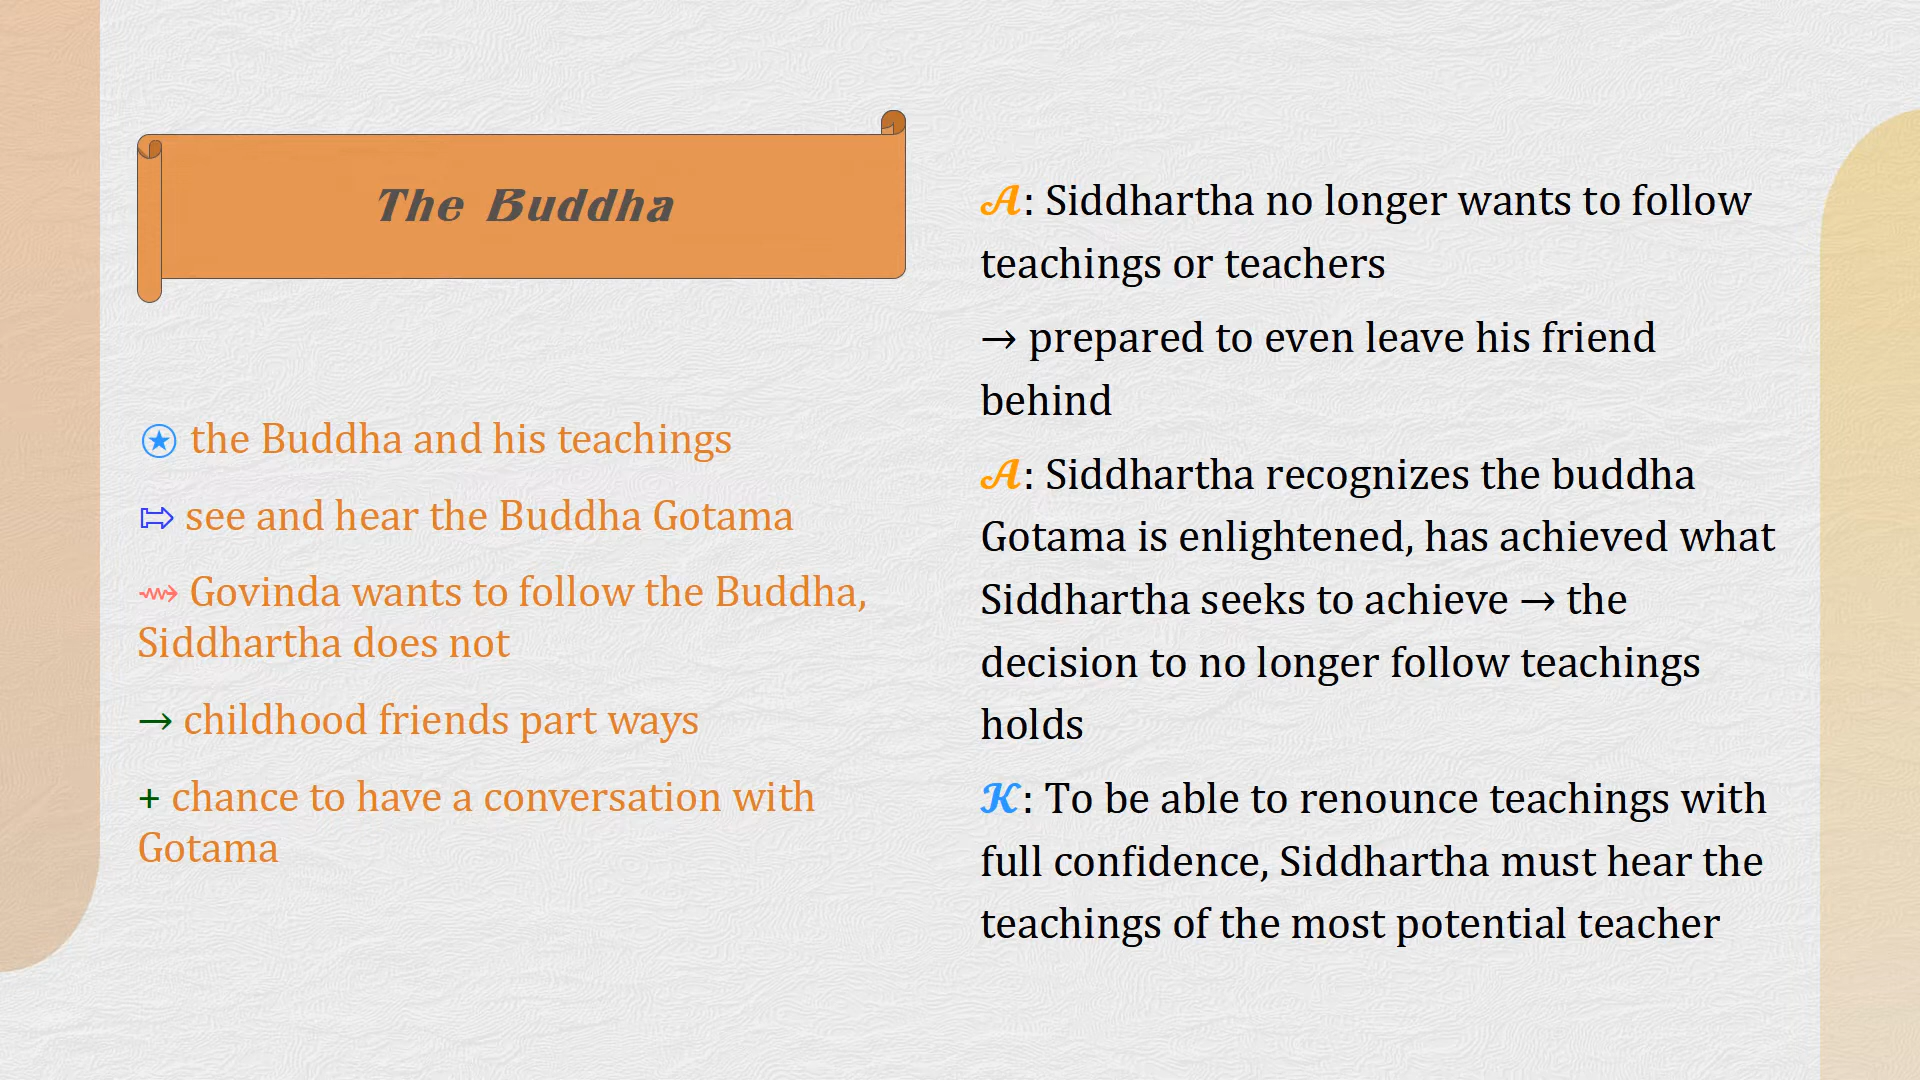 The Buddha
✪ the Buddha and his teachings
⇰ see and hear the Buddha Gotama
⇝ Govinda wants to follow the Buddha,
Siddhartha does not
→ childhood friends part ways
+ chance to have a conversation with
Gotama
𝓐: Siddhartha no longer wants to follow
teachings or teachers
→ prepared to even leave his friend
behind
𝓐: Siddhartha recognizes the buddha
Gotama is enlightened, has achieved what
Siddhartha seeks to achieve → the
decision to no longer follow teachings
holds
𝓚: To be able to renounce teachings with
full confidence, Siddhartha must hear the
teachings of the most potential teacher